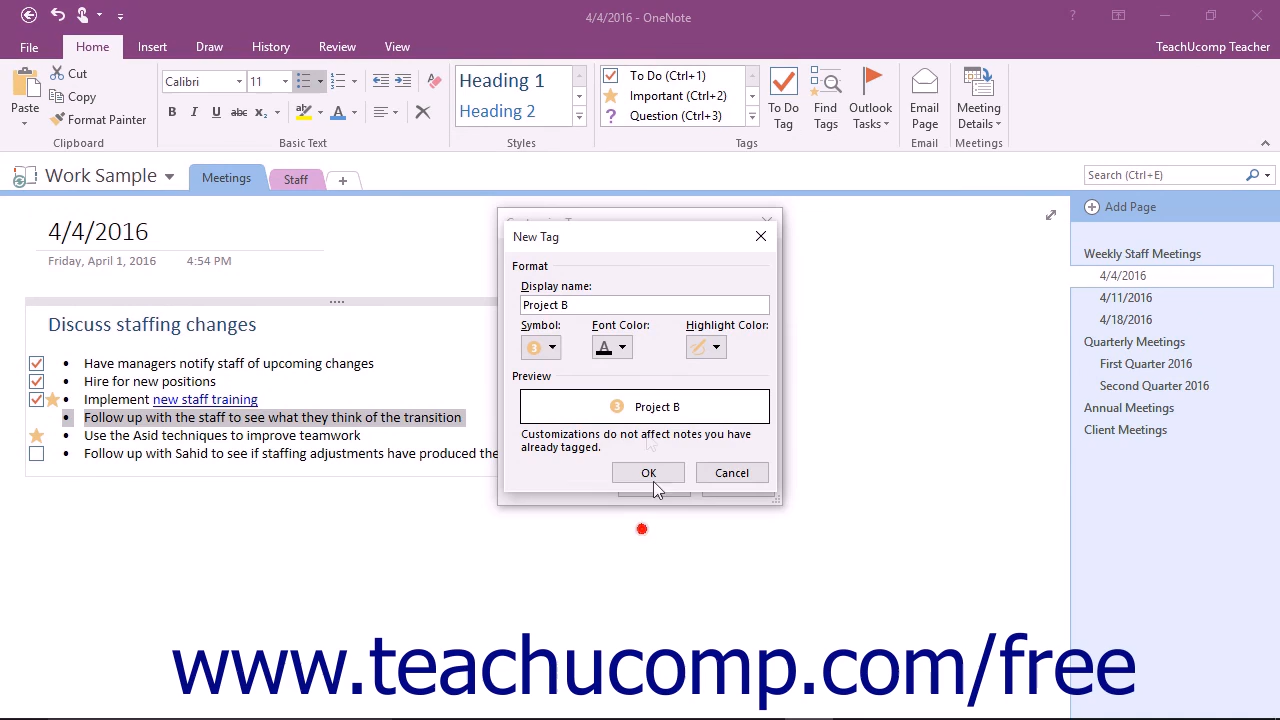 4/4/2016 - OneNote
?
File Home Insert Draw History Review View TeachUcomp Teacher
Paste
Cut
Copy
Format Painter
Clipboard
Calibri 11
B I U abc x₂ A
Basic Text
Heading 1
Heading 2
Styles
To Do (Ctrl+1)
Important (Ctrl+2)
? Question (Ctrl+3)
To Do
Tag
Find
Tags
Outlook
Tasks
Tags
Email
Page
Email
Meeting
Details
Meetings
Work Sample Meetings Staff +
Search (Ctrl+E)
4/4/2016
Friday, April 1, 2016 4:54 PM
Discuss staffing changes
• Have managers notify staff of upcoming changes
• Hire for new positions
• Implement new staff training
• Follow up with the staff to see what they think of the transition
• Use the Asid techniques to improve teamwork
• Follow up with Sahid to see if staffing adjustments have produced the
New Tag
Format
Display name:
Project B
Symbol: Font Color: Highlight Color:
3 A
Preview
3 Project B
Customizations do not affect notes you have
already tagged.
OK Cancel
Add Page
Weekly Staff Meetings
4/4/2016
4/11/2016
4/18/2016
Quarterly Meetings
First Quarter 2016
Second Quarter 2016
Annual Meetings
Client Meetings
www.teachucomp.com/free